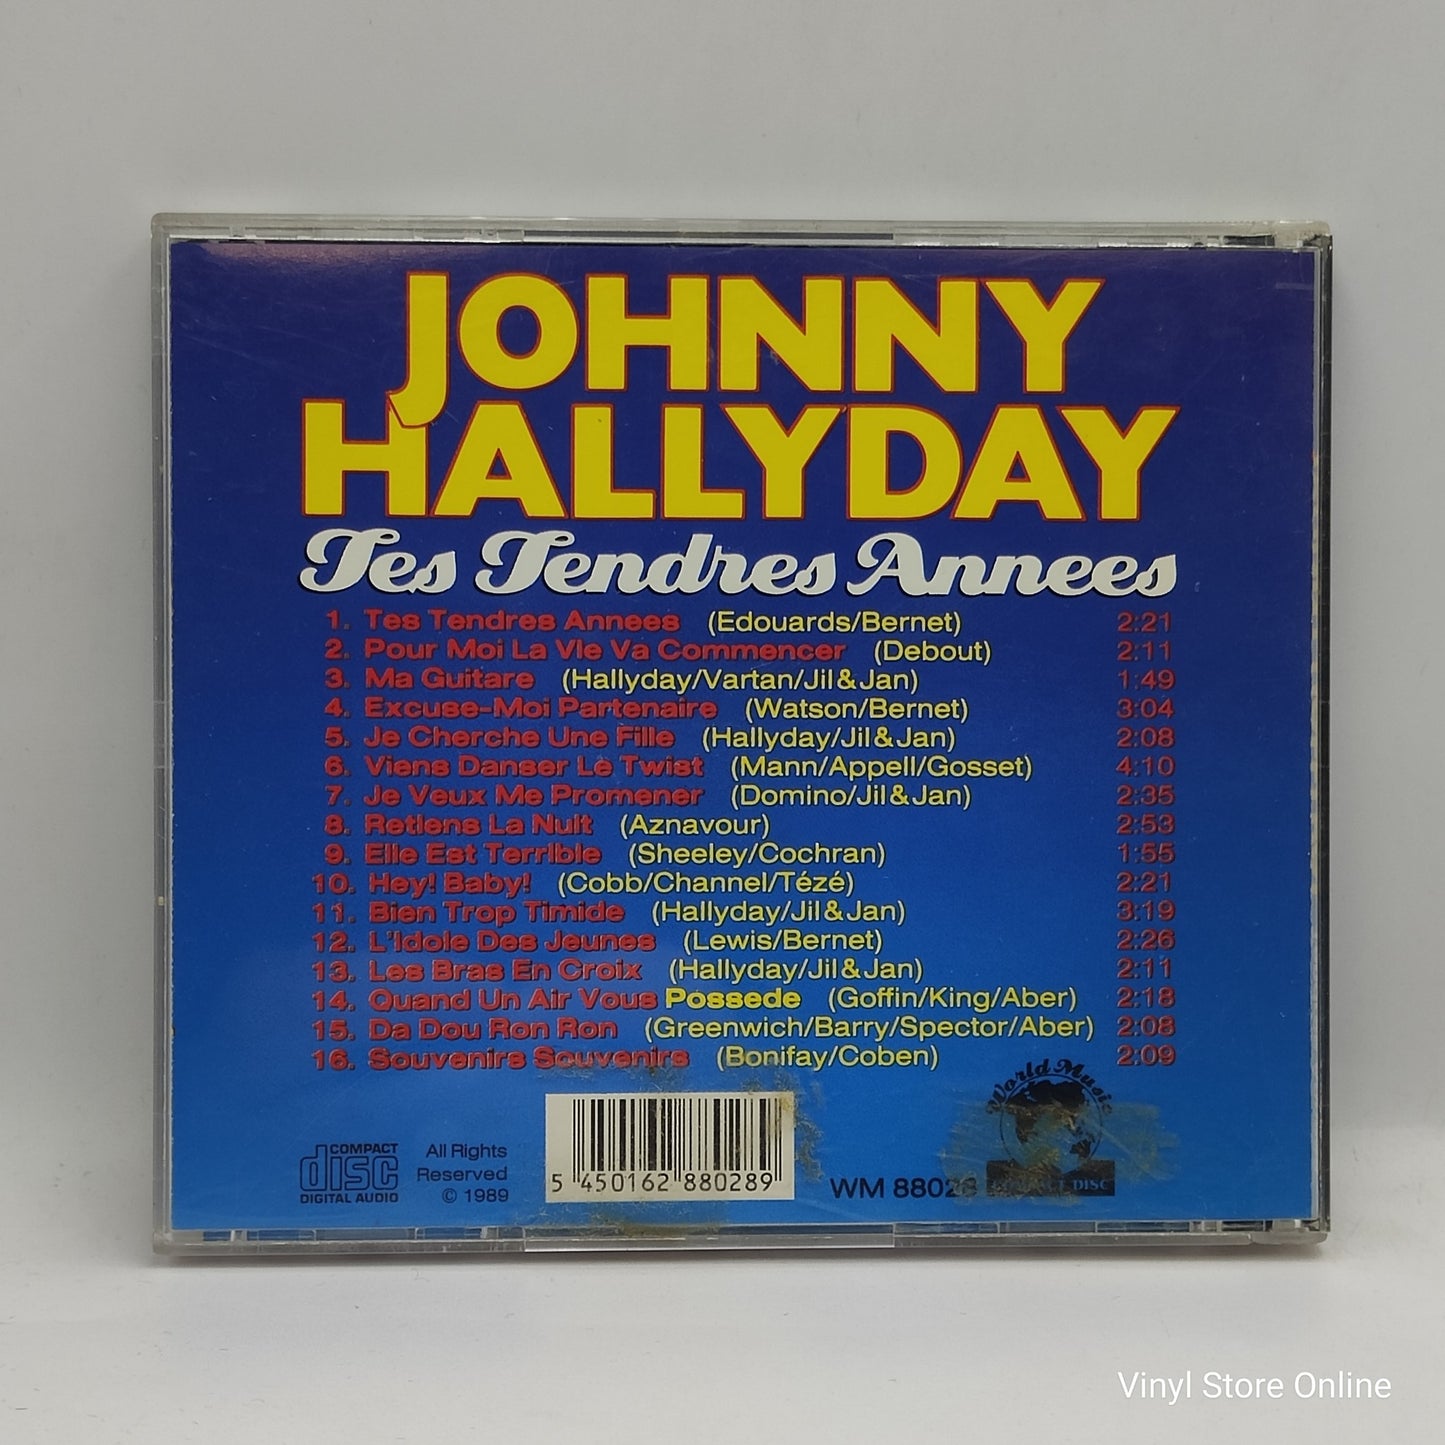 JOHNNY
HALLYDAY
Tes Tendres Annees
1. Tes Tendres Annees (Edouards/Bernet) 2:21
2. Pour Moi La Vie Va Commencer (Debout) 2:11
3. Ma Guitare (Hallyday/Vartan/Jil&Jan) 1:49
4. Excuse-Moi Partenaire (Watson/Bernet) 3:04
5. Je Cherche Une Fille (Hallyday/Jil&Jan) 2:08
6. Viens Danser Le Twist (Mann/Appell/Gosset) 4:10
7. Je Veux Me Promener (Domino/Jil&Jan) 2:35
8. Retiens La Nuit (Aznavour) 2:53
9. Elle Est Terrible (Sheeley/Cochran) 1:55
10. Hey! Baby! (Cobb/Channel/Tézé) 2:21
11. Bien Trop Timide (Hallyday/Jil&Jan) 3:19
12. L'Idole Des Jeunes (Lewis/Bernet) 2:26
13. Les Bras En Croix (Hallyday/Jil&Jan) 2:11
14. Quand Un Air Vous Possede (Goffin/King/Aber) 2:18
15. Da Dou Ron Ron (Greenwich/Barry/Spector/Aber) 2:08
16. Souvenirs Souvenirs (Bonifay/Coben) 2:09
COMPACT
disc
DIGITAL AUDIO
All Rights
Reserved
© 1989
5 450162 880289
WM 88028
World Music
DISC
Vinyl Store Online